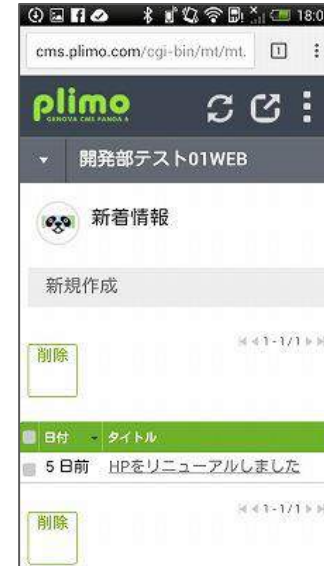 18:0
cms.plimo.com/cgi-bin/mt/mt.
1
plimo
GENOVA CMS PANDA
開発部テスト01WEB
新着情報
新規作成
1-1/1
削除
日付 タイトル
5 日前 HPをリニューアルしました
1-1/1
削除